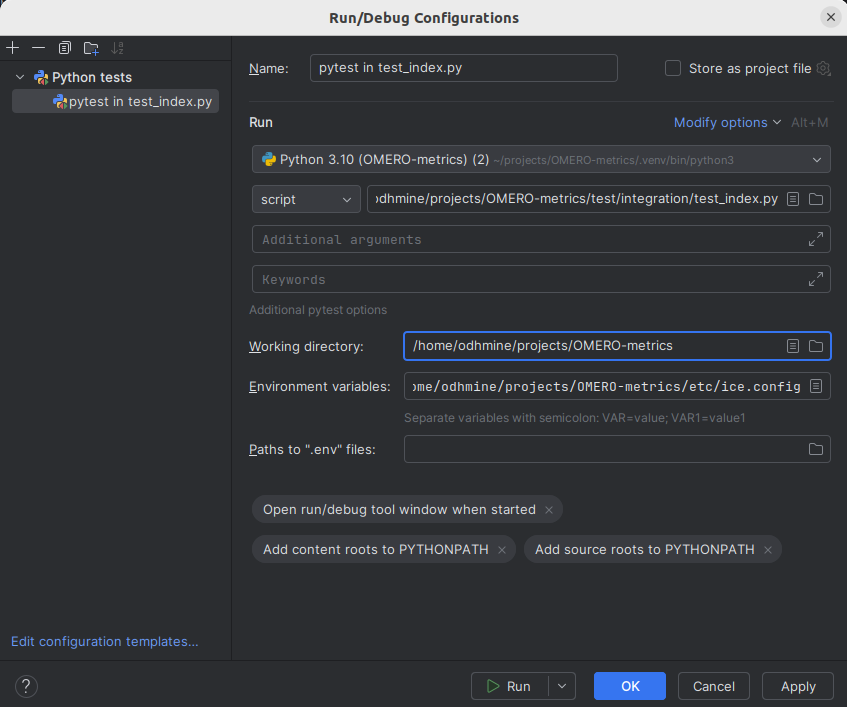 Run/Debug Configurations
Python tests
pytest in test_index.py
Edit configuration templates...
Name: pytest in test_index.py Store as project file
Run Modify options Alt+M
Python 3.10 (OMERO-metrics) (2) ~/projects/OMERO-metrics/.venv/bin/python3
script odhmine/projects/OMERO-metrics/test/integration/test_index.py
Additional arguments
Keywords
Additional pytest options
Working directory: /home/odhmine/projects/OMERO-metrics
Environment variables: ome/odhmine/projects/OMERO-metrics/etc/ice.config
Separate variables with semicolon: VAR=value; VAR1=value1
Paths to ".env" files:
Open run/debug tool window when started
Add content roots to PYTHONPATH Add source roots to PYTHONPATH
? Run OK Cancel Apply